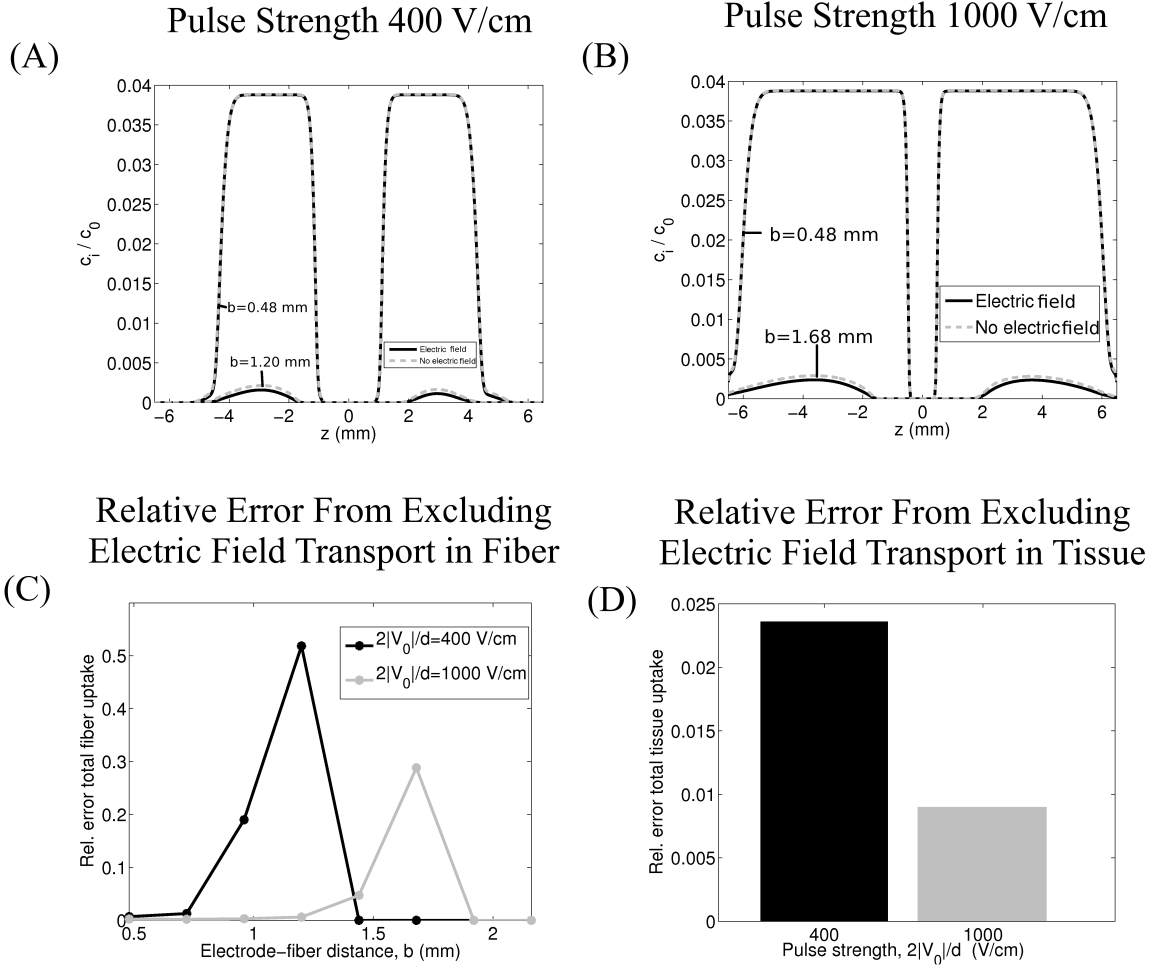 Pulse Strength 400 V/cm
(A)
0.04
0.035
0.03
0.025
0.02
0.015
0.01
0.005
0
c_i / c_0
b=0.48 mm
b=1.20 mm
Electric field
No electric field
−6 −4 −2 0 2 4 6
z (mm)
Pulse Strength 1000 V/cm
(B)
0.04
0.035
0.03
0.025
0.02
0.015
0.01
0.005
0
c_i / c_0
b=0.48 mm
b=1.68 mm
Electric field
No electric field
−6 −4 −2 0 2 4 6
z (mm)
Relative Error From Excluding
Electric Field Transport in Fiber
(C)
0.5
0.4
0.3
0.2
0.1
0
Rel. error total fiber uptake
2|V_0|/d=400 V/cm
2|V_0|/d=1000 V/cm
0.5 1 1.5 2
Electrode−fiber distance, b (mm)
Relative Error From Excluding
Electric Field Transport in Tissue
(D)
0.025
0.02
0.015
0.01
0.005
0
Rel. error total tissue uptake
400 1000
Pulse strength, 2|V_0|/d (V/cm)